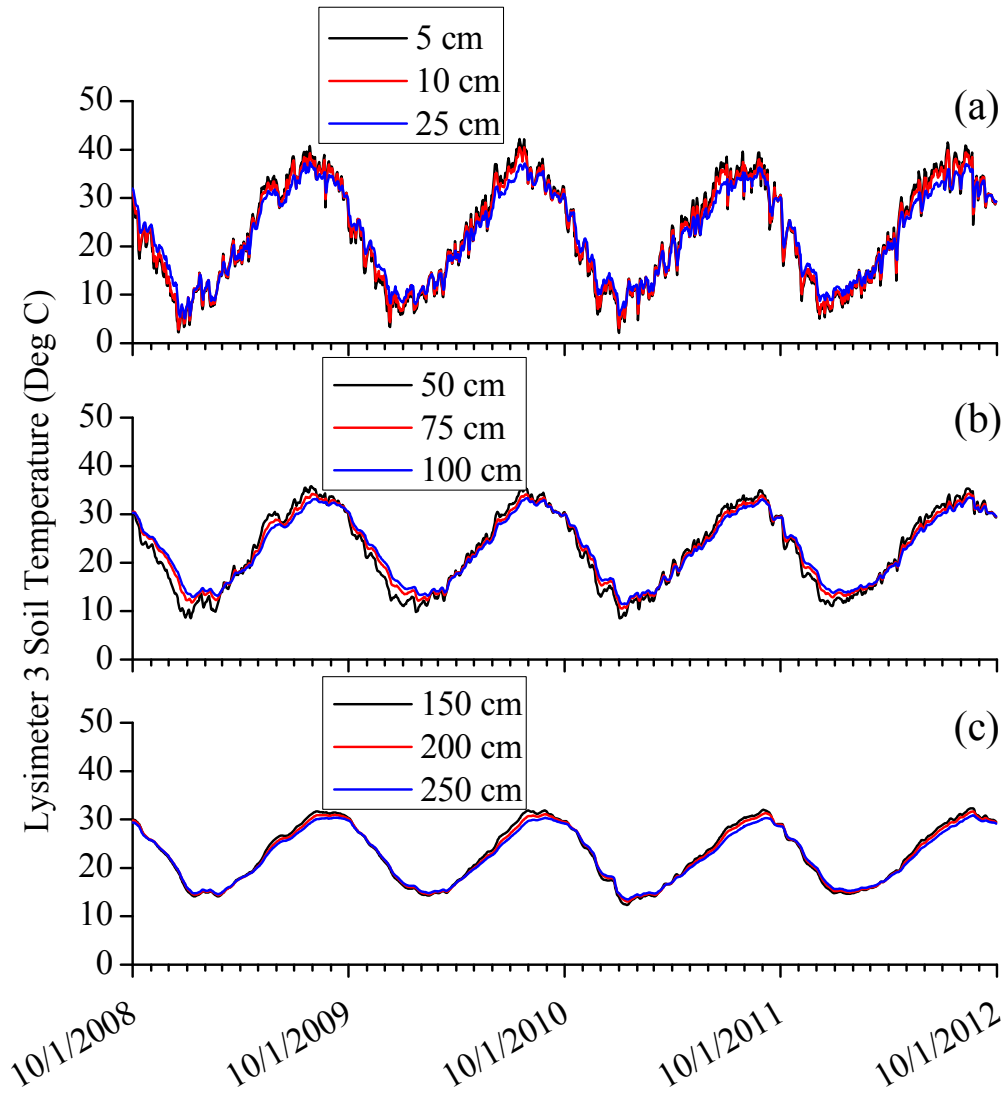 5 cm
10 cm
25 cm
(a)
50
40
30
20
10
0
50 cm
75 cm
100 cm
(b)
50
40
30
20
10
0
150 cm
200 cm
250 cm
(c)
50
40
30
20
10
0
Lysimeter 3 Soil Temperature (Deg C)
10/1/2008
10/1/2009
10/1/2010
10/1/2011
10/1/2012